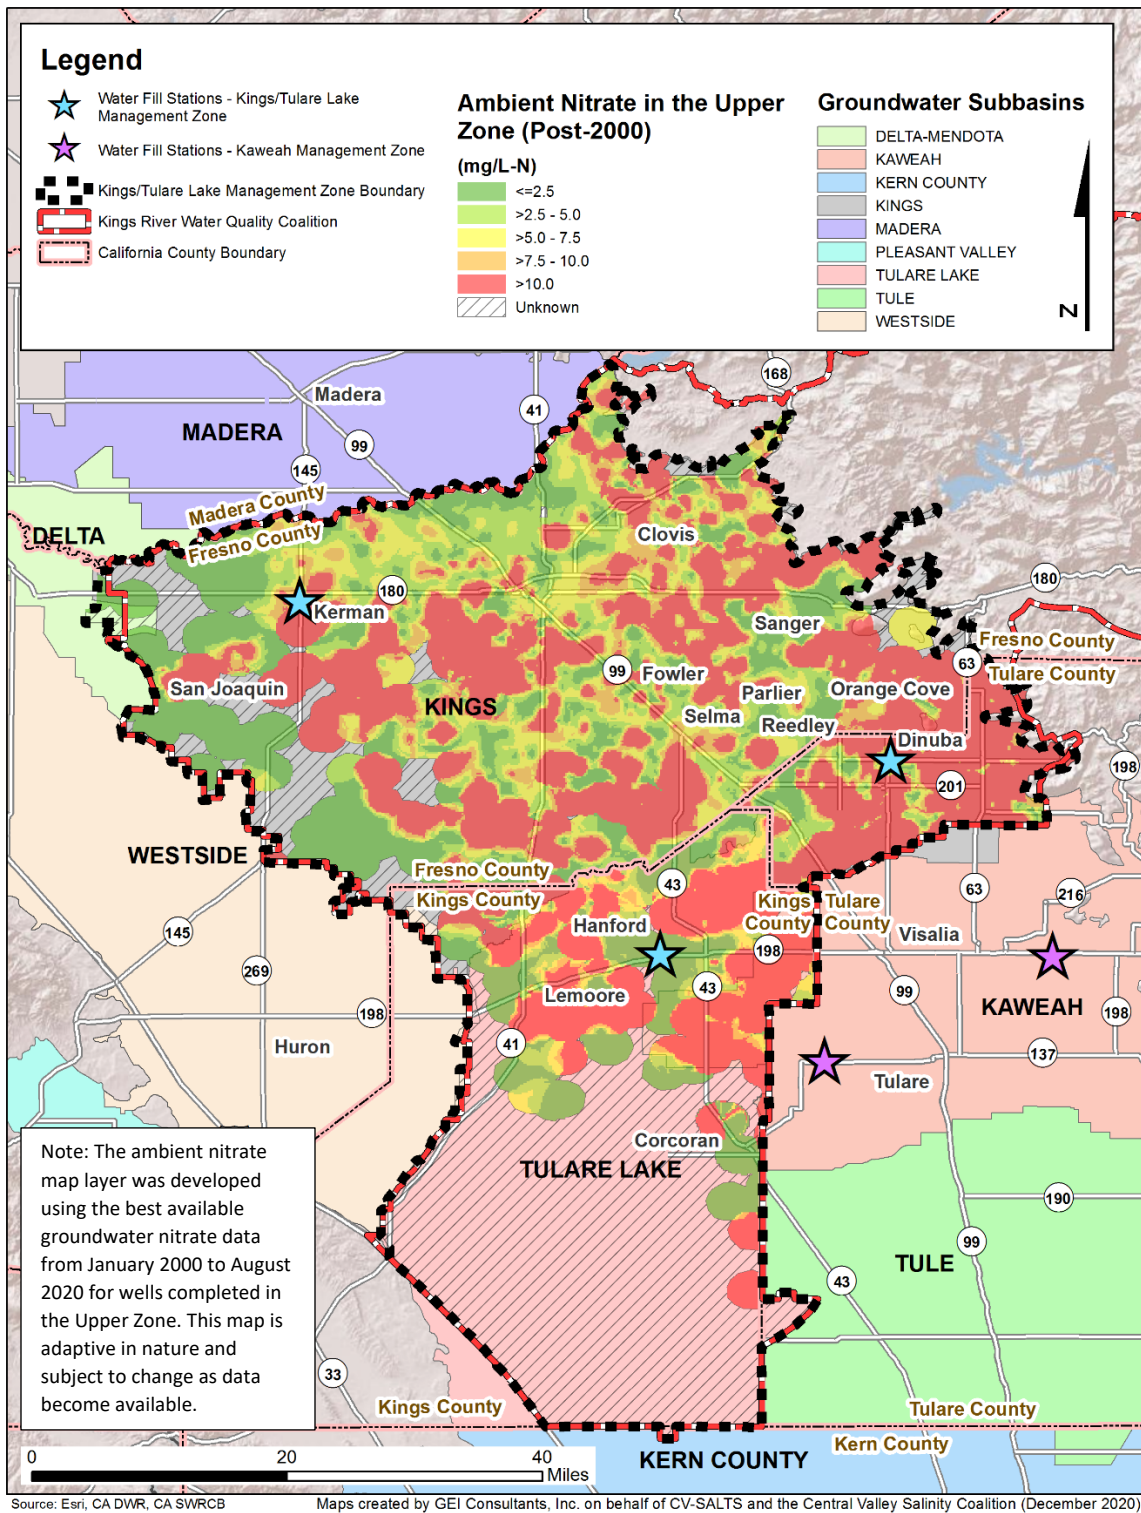 Legend
Water Fill Stations - Kings/Tulare Lake
Management Zone
Water Fill Stations - Kaweah Management Zone
Kings/Tulare Lake Management Zone Boundary
Kings River Water Quality Coalition
California County Boundary
Ambient Nitrate in the Upper
Zone (Post-2000)
(mg/L-N)
<=2.5
>2.5 - 5.0
>5.0 - 7.5
>7.5 - 10.0
>10.0
Unknown
Groundwater Subbasins
DELTA-MENDOTA
KAWEAH
KERN COUNTY
KINGS
MADERA
PLEASANT VALLEY
TULARE LAKE
TULE
WESTSIDE
N
168
Madera
41
MADERA
99
145
Madera County
Fresno County
DELTA
Clovis
180
180
Kerman
Sanger
Fresno County
63
Tulare County
99
Fowler
San Joaquin
Parlier
Orange Cove
KINGS
Selma
Reedley
Dinuba
198
201
WESTSIDE
Fresno County
Kings County
43
63
216
Kings
County
Tulare
County
Hanford
145
Visalia
198
269
43
99
Lemoore
KAWEAH
198
198
41
Huron
137
Tulare
Corcoran
TULARE LAKE
Note: The ambient nitrate
map layer was developed
using the best available
groundwater nitrate data
from January 2000 to August
2020 for wells completed in
the Upper Zone. This map is
adaptive in nature and
subject to change as data
become available.
190
99
TULE
43
33
Kings County
Tulare County
Kern County
KERN COUNTY
0
20
40
Miles
Source: Esri, CA DWR, CA SWRCB
Maps created by GEI Consultants, Inc. on behalf of CV-SALTS and the Central Valley Salinity Coalition (December 2020)